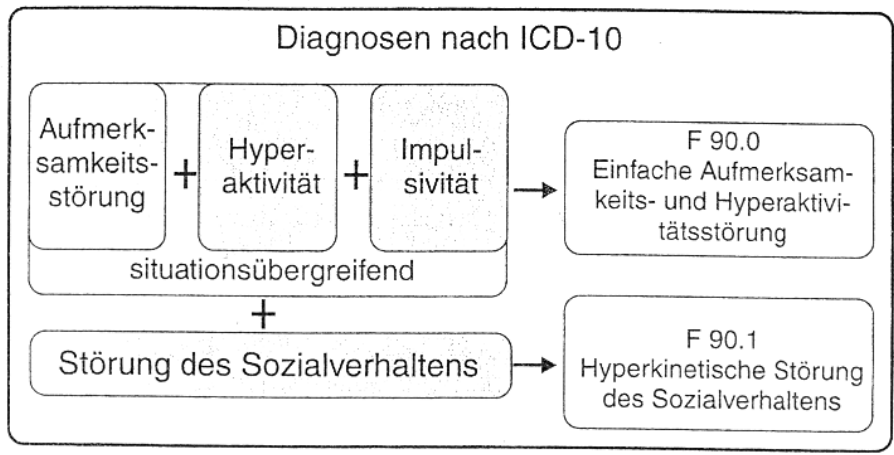 Diagnosen nach ICD-10
Aufmerk-
samkeits-
störung
+
Hyper-
aktivität
+
Impul-
sivität
situationsübergreifend
F 90.0
Einfache Aufmerksam-
keits- und Hyperaktivi-
tätsstörung
+
Störung des Sozialverhaltens
F 90.1
Hyperkinetische Störung
des Sozialverhaltens